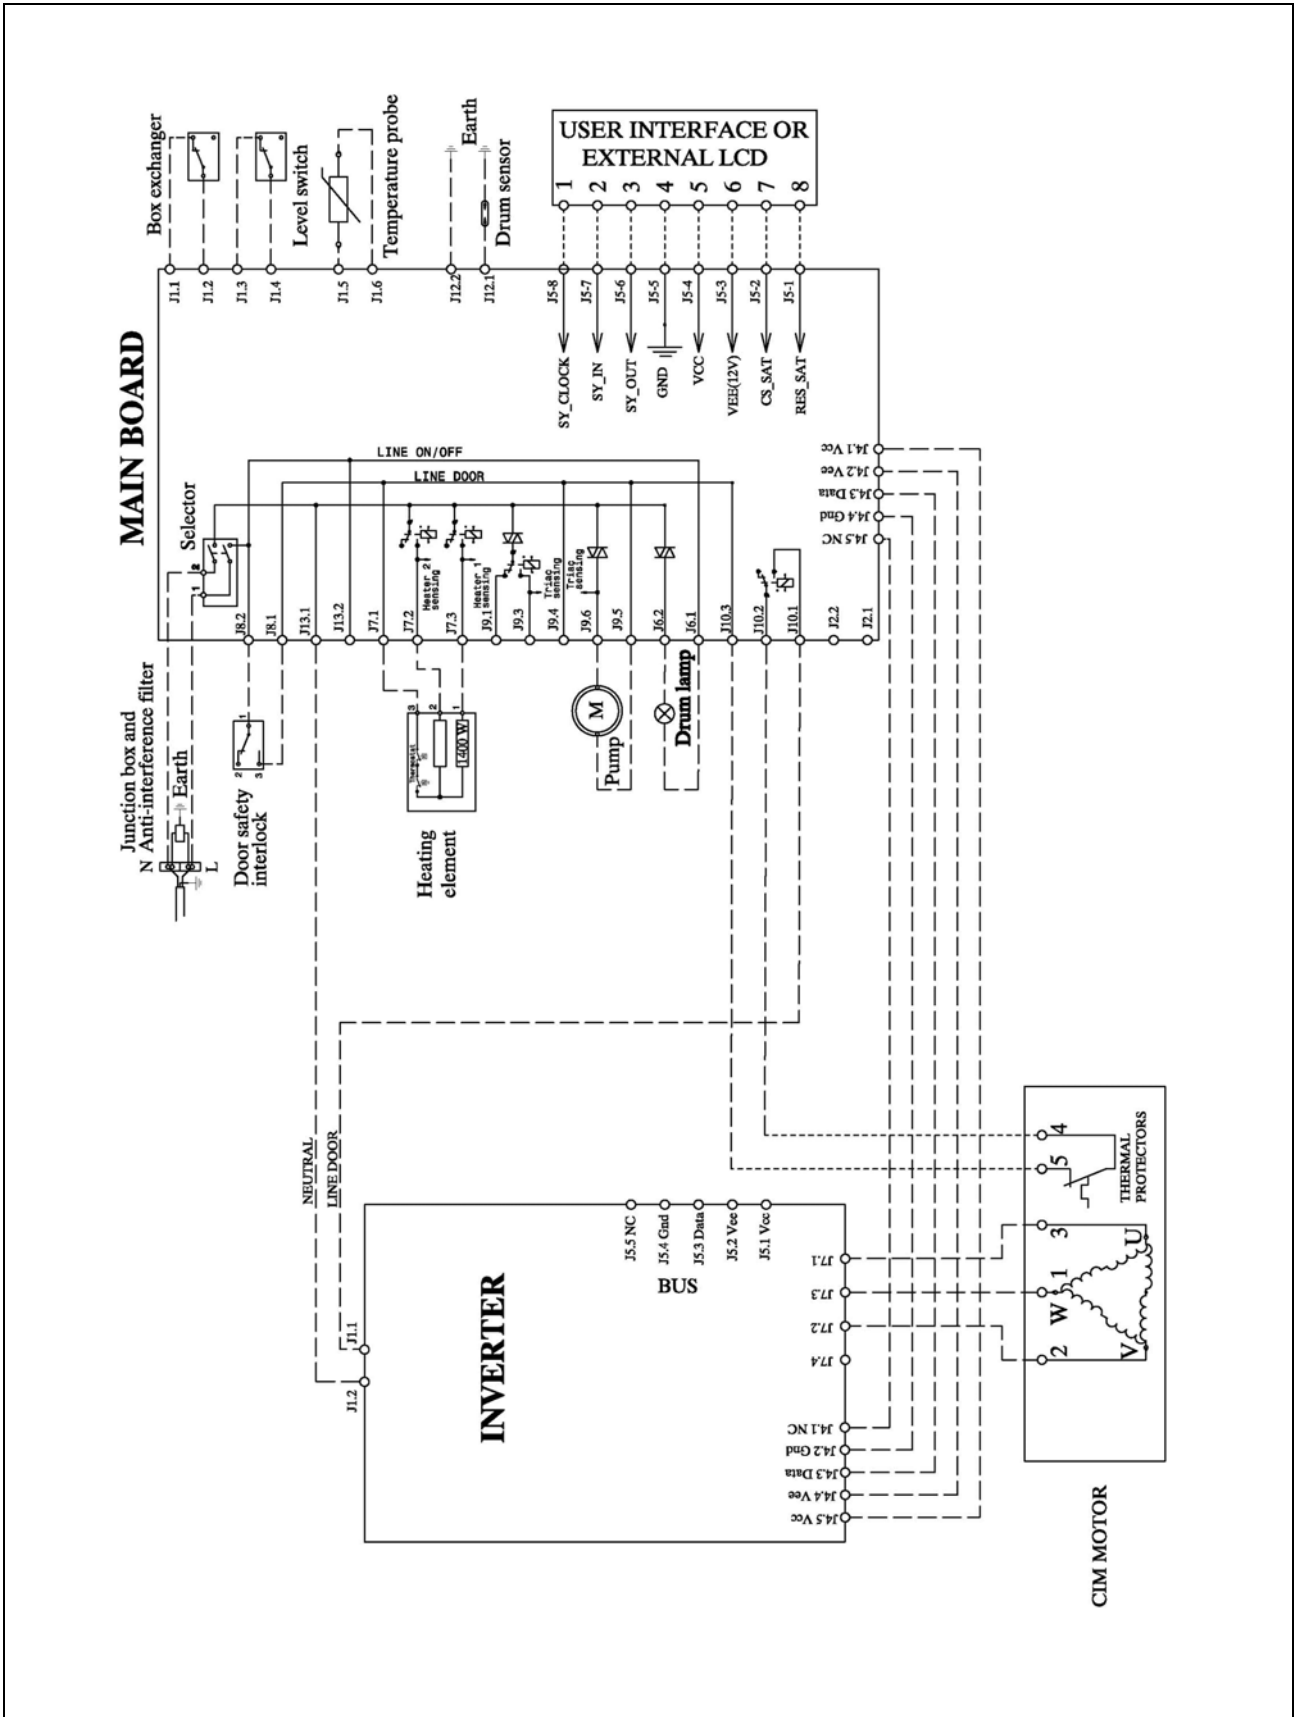 Box exchanger
Level switch
Temperature probe
Earth
Drum sensor
USER INTERFACE OR
EXTERNAL LCD
1
2
3
4
5
6
7
8
J1.1
J1.2
J1.3
J1.4
J1.5
J1.6
J12.2
J12.1
J5-8
J5-7
J5-6
J5-5
J5-4
J5-3
J5-2
J5-1
MAIN BOARD
SY_CLOCK
SY_IN
SY_OUT
GND
VCC
VEE(12V)
CS_SAT
RES_SAT
LINE ON/OFF
LINE DOOR
Selector
2
1
J4.1 Vcc
J4.2 Vee
J4.3 Data
J4.4 Gnd
J4.5 NC
Heater 2
sensing
Heater 1
sensing
Triac
sensing
Triac
sensing
J8.2
J8.1
J13.1
J13.2
J7.1
J7.2
J7.3
J9.1
J9.3
J9.4
J9.6
J9.5
J6.2
J6.1
J10.3
J10.2
J10.1
J2.2
J2.1
Junction box and
Anti-interference filter
N
L
Earth
Door safety
interlock
1
2
3
3
2
1
Thermostat
1400 W
Heating
element
M
Pump
Drum lamp
NEUTRAL
LINE DOOR
J1.1
J1.2
INVERTER
J5.5 NC
J5.4 Gnd
J5.3 Data
J5.2 Vee
J5.1 Vcc
BUS
J7.1
J7.3
J7.2
J7.4
J4.1 NC
J4.2 Gnd
J4.3 Data
J4.4 Vee
J4.5 Vcc
4
5
THERMAL
PROTECTORS
3
1
2
U
W
V
CIM MOTOR